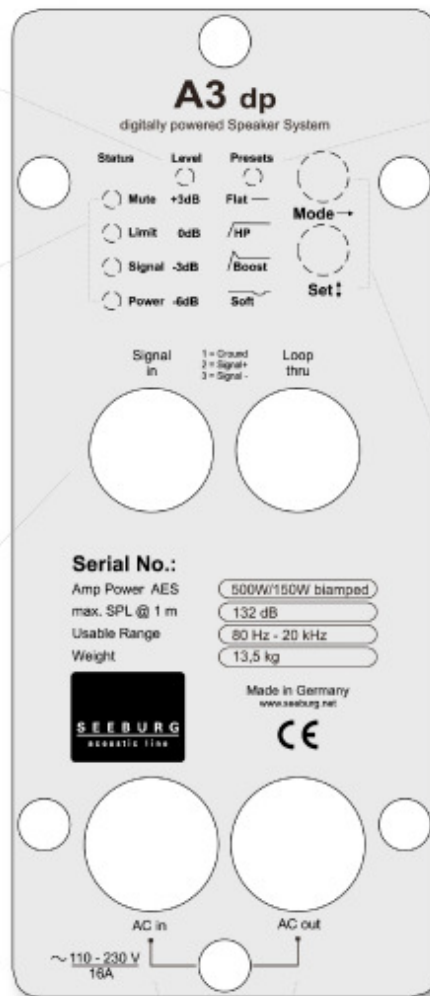 A3 dp
digitally powered Speaker System
Status Level Presets
Mute +3dB Flat
Limit 0dB HP
Mode→
Signal -3dB Boost
Power -6dB Soft
Set↕
Signal in
1 = Ground
2 = Signal+
3 = Signal -
Loop thru
Serial No.:
Amp Power AES 500W/150W biamped
max. SPL @ 1 m 132 dB
Usable Range 80 Hz - 20 kHz
Weight 13,5 kg
SEEBURG
acoustic line
Made in Germany
www.seeburg.net
CE
AC in AC out
~ 110 - 230 V
16A